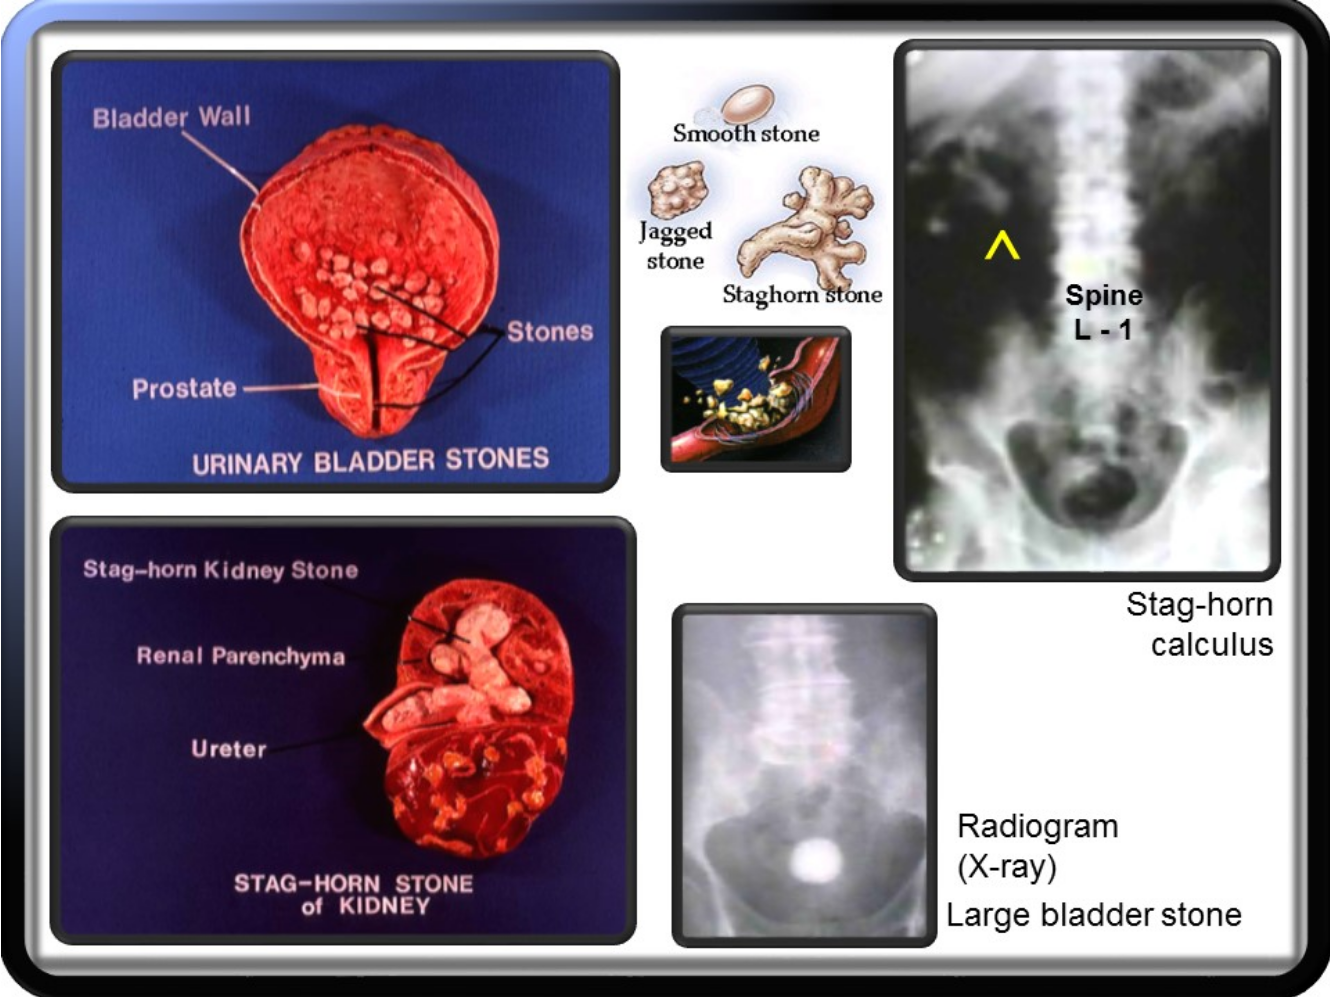 Bladder Wall
Stones
Prostate
URINARY BLADDER STONES
Smooth stone
Jagged
stone
Staghorn stone
Spine
L - 1
Stag-horn
calculus
Stag-horn Kidney Stone
Renal Parenchyma
Ureter
STAG-HORN STONE
of KIDNEY
Radiogram
(X-ray)
Large bladder stone